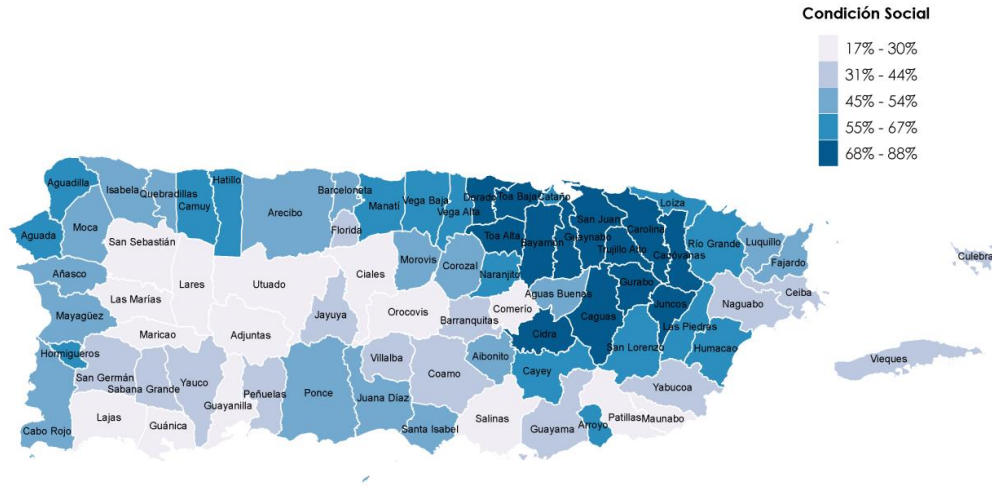 Condición Social
17% - 30%
31% - 44%
45% - 54%
55% - 67%
68% - 88%
Aguadilla
Isabela
Quebradillas
Camuy
Hatillo
Arecibo
Barceloneta
Manatí
Vega Baja
Vega Alta
Dorado
Toa Baja
Cataño
San Juan
Carolina
Loiza
Aguada
Moca
San Sebastián
Florida
Toa Alta
Bayamón
Guaynabo
Trujillo Alto
Canóvanas
Río Grande
Luquillo
Fajardo
Culebra
Añasco
Lares
Utuado
Ciales
Morovis
Corozal
Naranjito
Aguas Buenas
Gurabo
Ceiba
Las Marías
Mayagüez
Maricao
Adjuntas
Jayuya
Orocovis
Barranquitas
Comerío
Cidra
Caguas
Juncos
Las Piedras
Naguabo
Hormigueros
San Germán
Sabana Grande
Yauco
Guayanilla
Peñuelas
Ponce
Villalba
Juana Díaz
Coamo
Aibonito
Cayey
San Lorenzo
Humacao
Vieques
Cabo Rojo
Lajas
Guánica
Santa Isabel
Salinas
Guayama
Arroyo
Patillas
Maunabo
Yabucoa